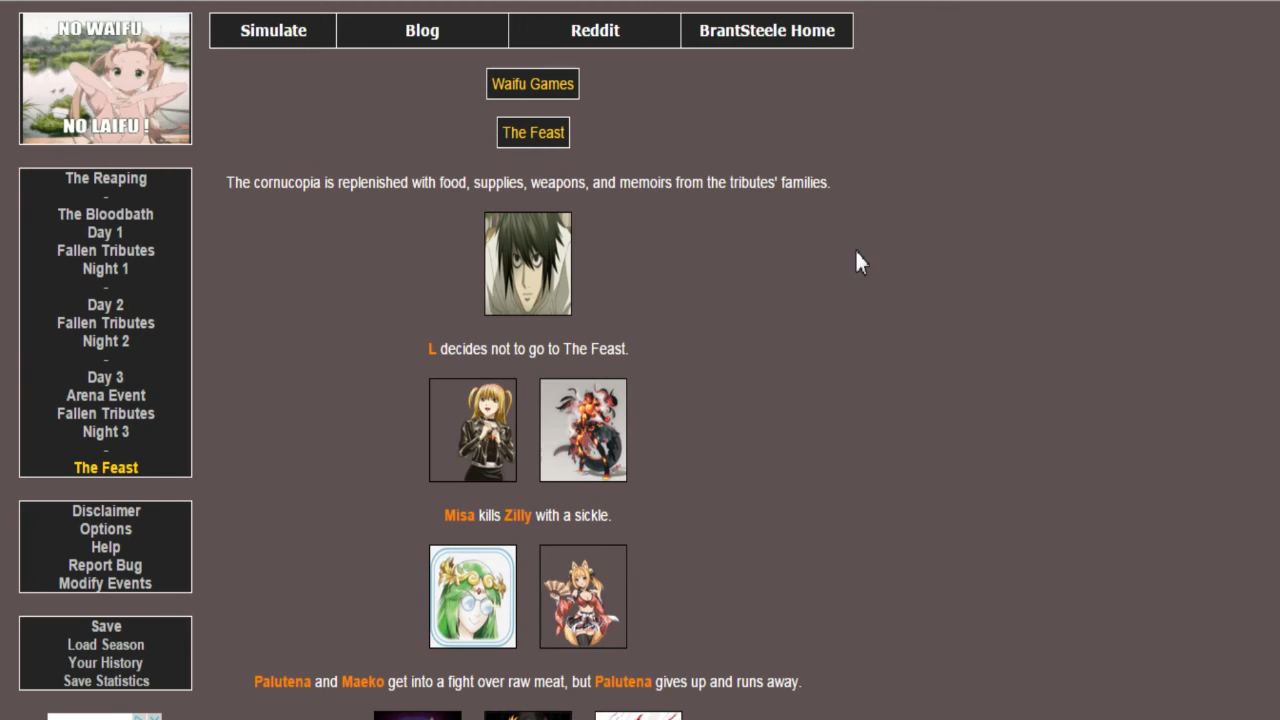 NO WAIFU
NO LAIFU !
Simulate
Blog
Reddit
BrantSteele Home
Waifu Games
The Feast
The Reaping
-
The Bloodbath
Day 1
Fallen Tributes
Night 1
-
Day 2
Fallen Tributes
Night 2
-
Day 3
Arena Event
Fallen Tributes
Night 3
-
The Feast
Disclaimer
Options
Help
Report Bug
Modify Events
Save
Load Season
Your History
Save Statistics
The cornucopia is replenished with food, supplies, weapons, and memoirs from the tributes' families.
L decides not to go to The Feast.
Misa kills Zilly with a sickle.
Palutena and Maeko get into a fight over raw meat, but Palutena gives up and runs away.